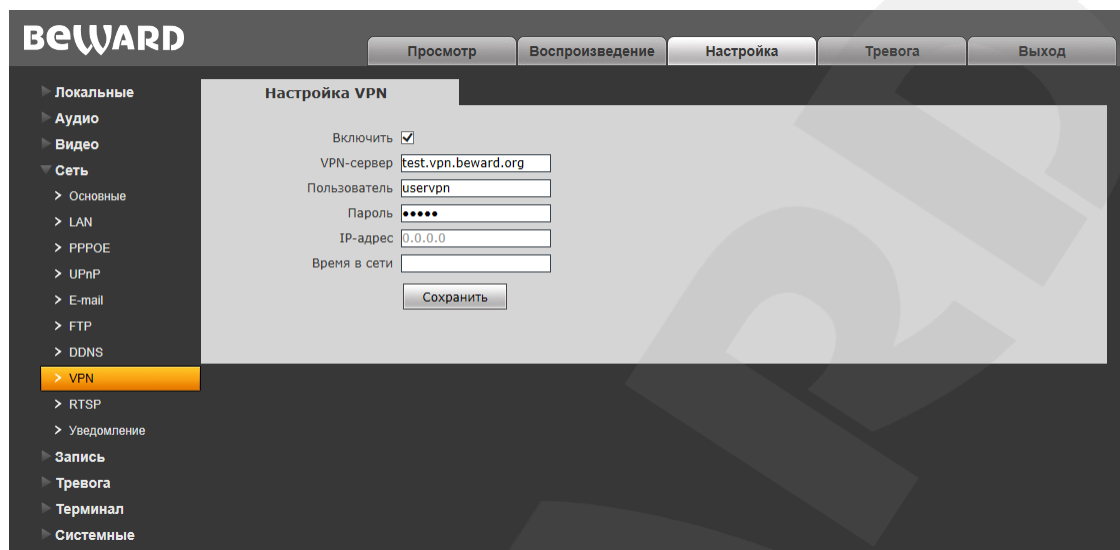 BEWARD
Просмотр
Воспроизведение
Настройка
Тревога
Выход
Локальные
Аудио
Видео
Сеть
Основные
LAN
PPPOE
UPnP
E-mail
FTP
DDNS
VPN
RTSP
Уведомление
Запись
Тревога
Терминал
Системные
Настройка VPN
Включить
VPN-сервер test.vpn.beward.org
Пользователь uservpn
Пароль •••••
IP-адрес 0.0.0.0
Время в сети
Сохранить